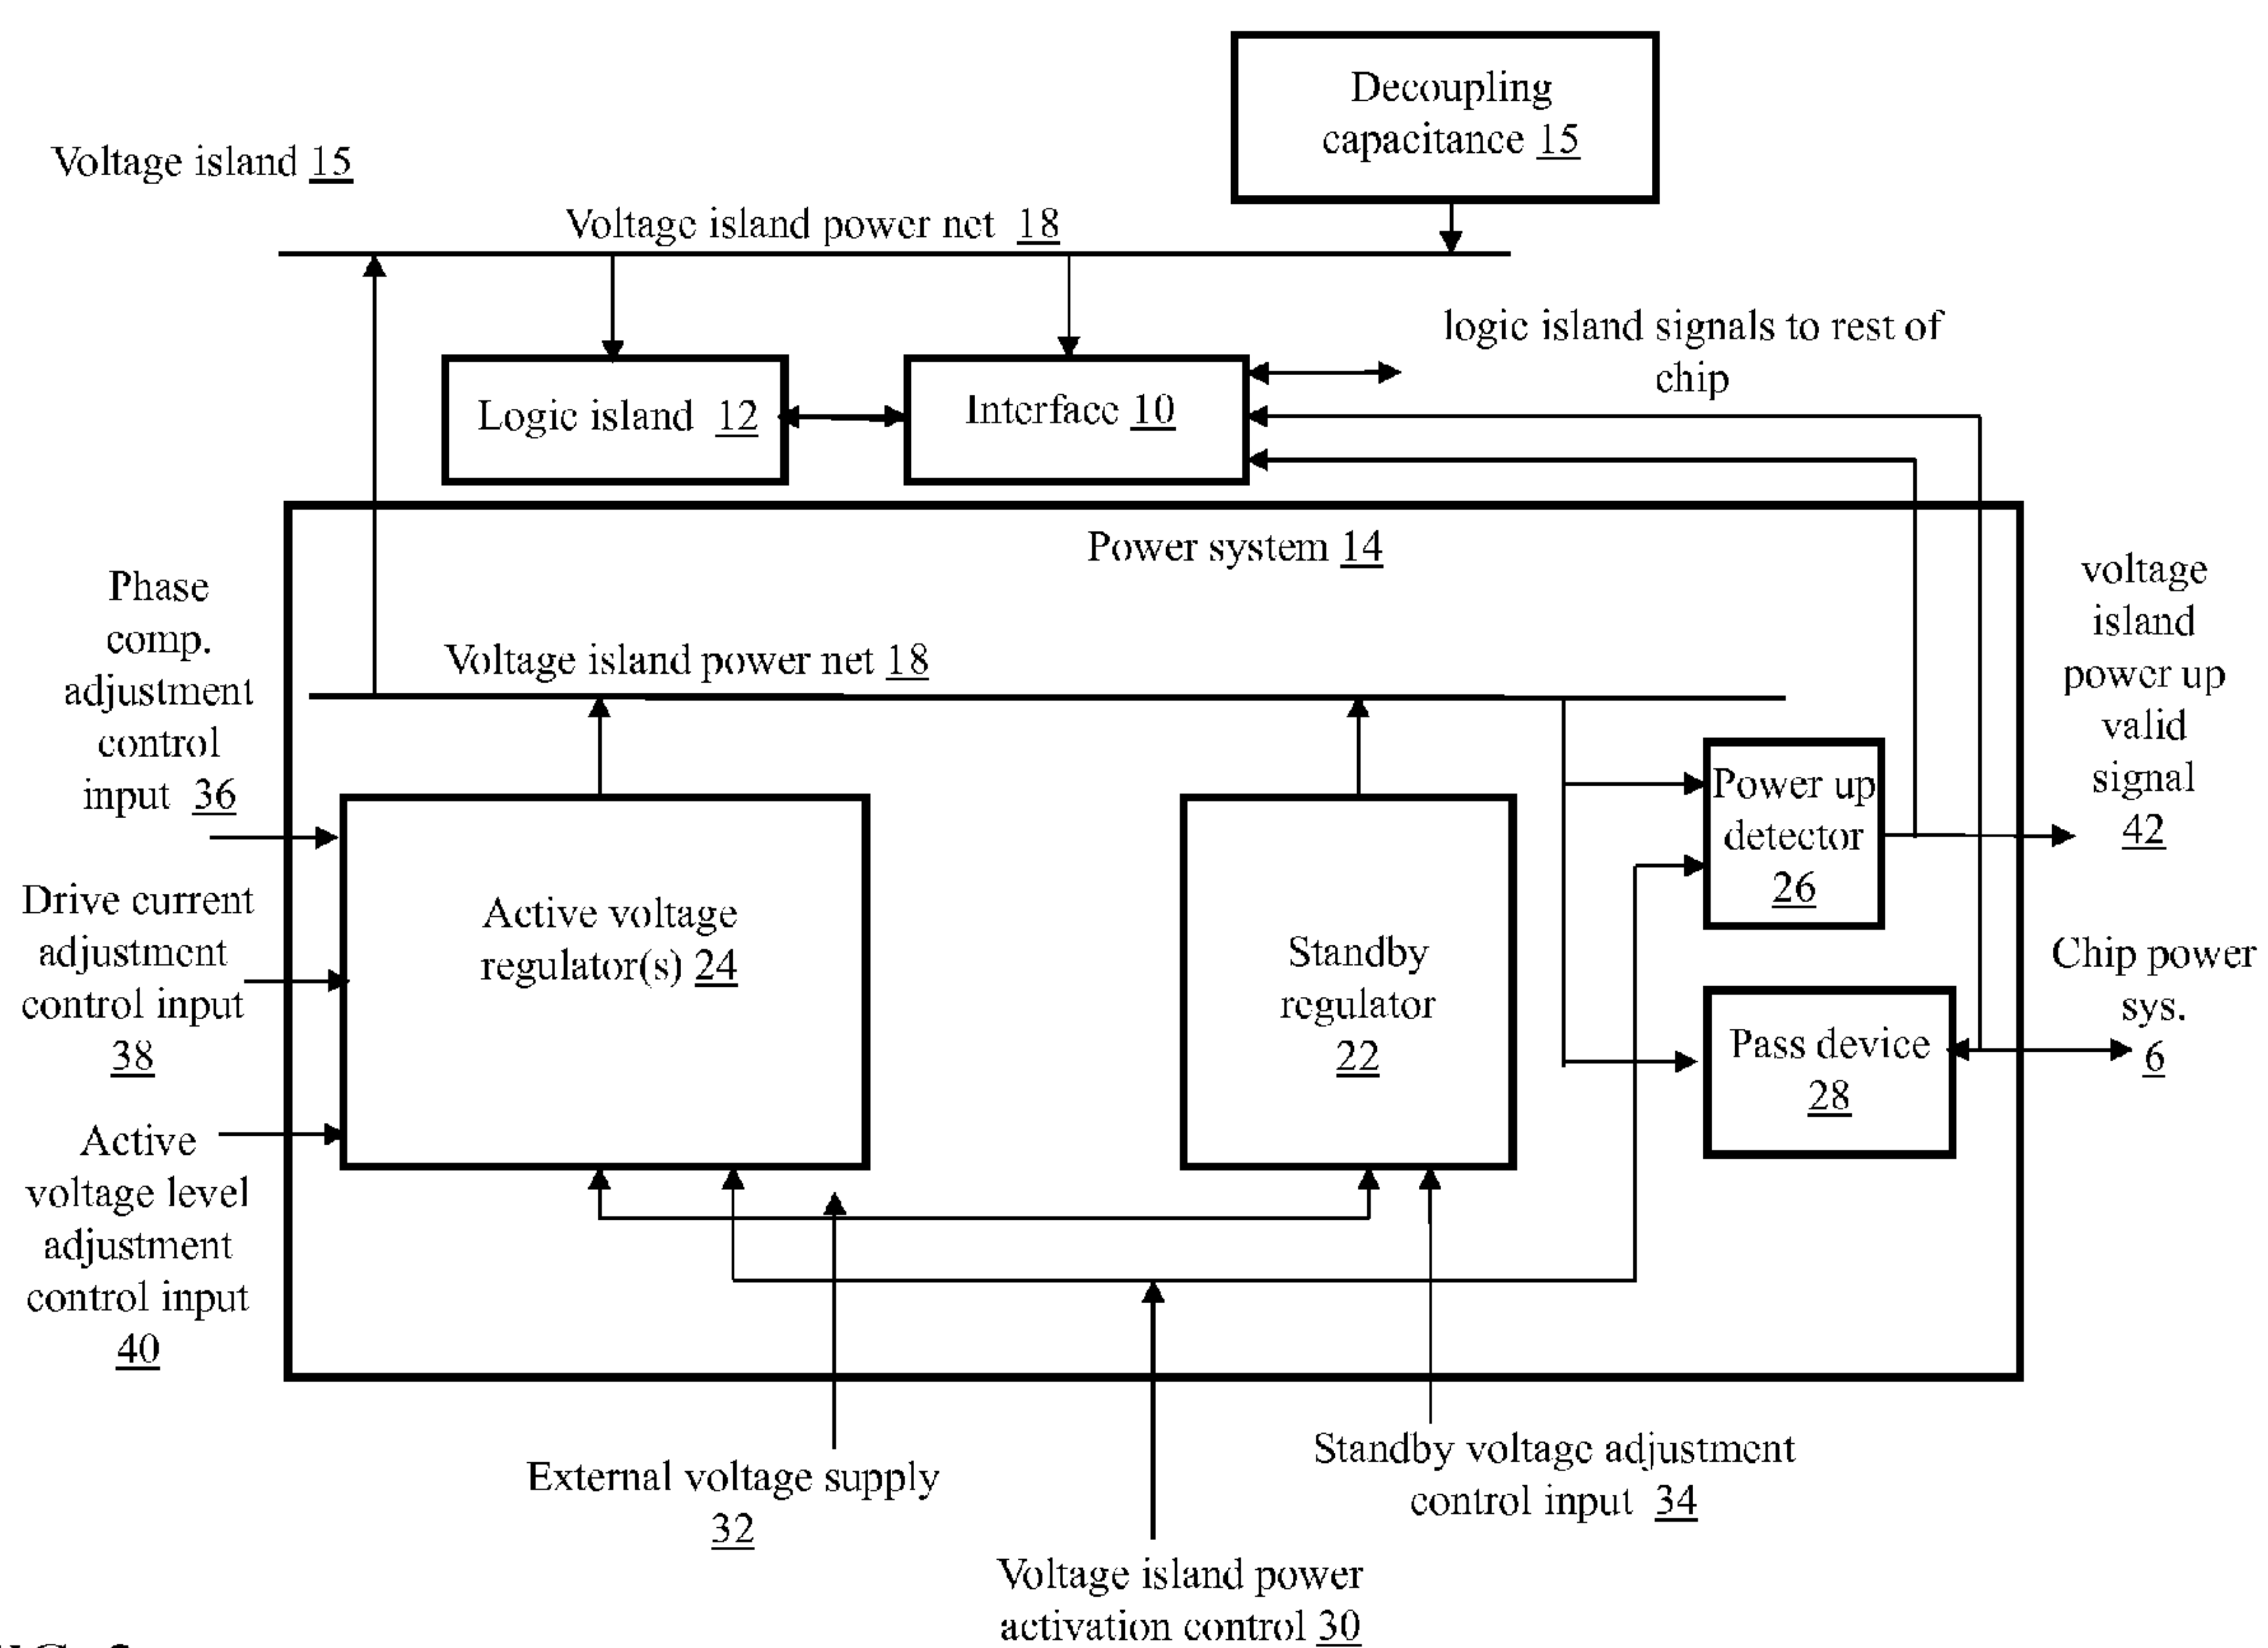 Decoupling
capacitance 15
Voltage island 15
Voltage island power net 18
logic island signals to rest of
chip
Logic island 12
Interface 10
Power system 14
Phase
comp.
adjustment
control
input 36
voltage
island
power up
valid
signal
42
Voltage island power net 18
Power up
detector
26
Drive current
adjustment
control input
38
Active voltage
regulator(s) 24
Standby
regulator
22
Chip power
sys.
6
Pass device
28
Active
voltage level
adjustment
control input
40
External voltage supply
32
Standby voltage adjustment
control input 34
Voltage island power
activation control 30